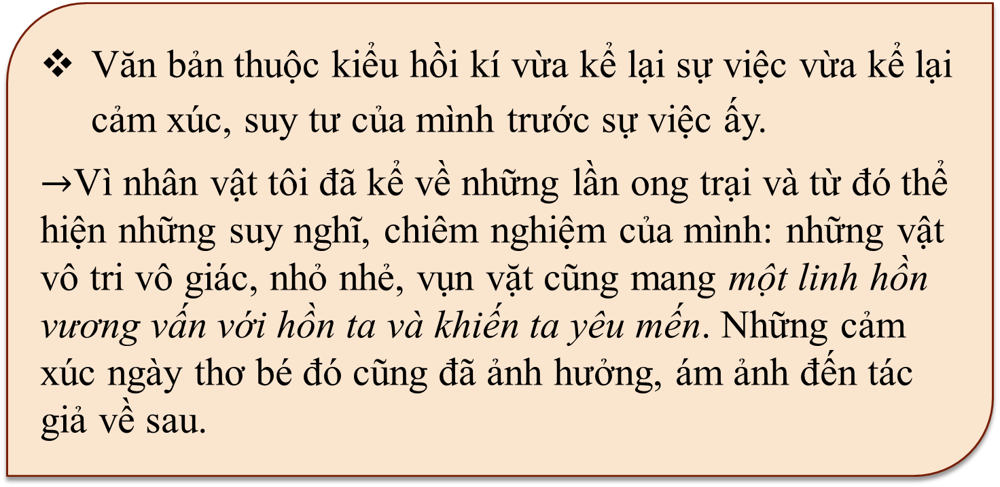 ❖ Văn bản thuộc kiểu hồi kí vừa kể lại sự việc vừa kể lại
cảm xúc, suy tư của mình trước sự việc ấy.
→Vì nhân vật tôi đã kể về những lần ong trại và từ đó thể
hiện những suy nghĩ, chiêm nghiệm của mình: những vật
vô tri vô giác, nhỏ nhẻ, vụn vặt cũng mang một linh hồn
vương vấn với hồn ta và khiến ta yêu mến. Những cảm
xúc ngày thơ bé đó cũng đã ảnh hưởng, ám ảnh đến tác
giả về sau.